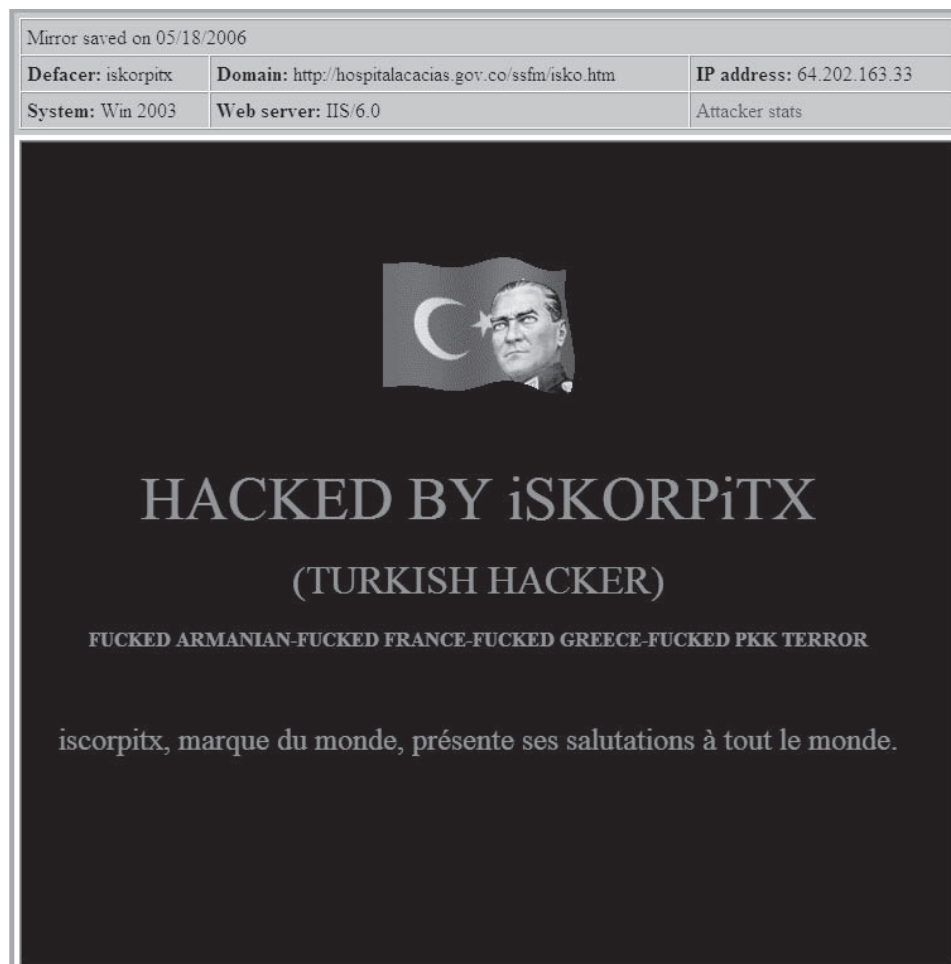 Mirror saved on 05/18/2006
Defacer: iskorpitx Domain: http://hospitalacacias.gov.co/ssfm/isko.htm IP address: 64.202.163.33
System: Win 2003 Web server: IIS/6.0 Attacker stats
HACKED BY iSKORPiTX
(TURKISH HACKER)
FUCKED ARMANIAN-FUCKED FRANCE-FUCKED GREECE-FUCKED PKK TERROR
iscorpitx, marque du monde, présente ses salutations à tout le monde.